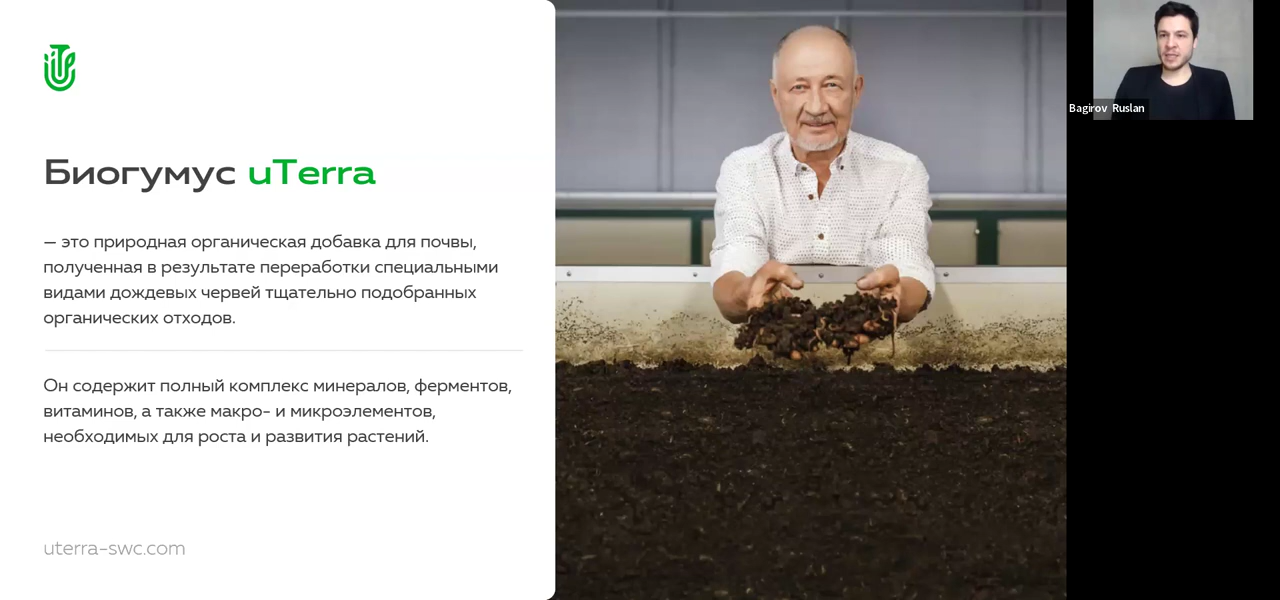 Биогумус uTerra
— это природная органическая добавка для почвы,
полученная в результате переработки специальными
видами дождевых червей тщательно подобранных
органических отходов.
Он содержит полный комплекс минералов, ферментов,
витаминов, а также макро- и микроэлементов,
необходимых для роста и развития растений.
uterra-swc.com
Bagirov Ruslan